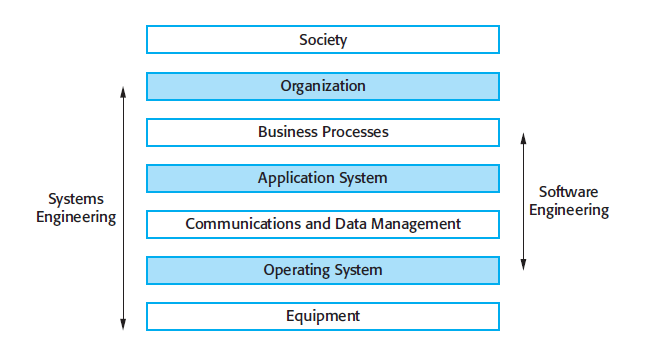 Society
Organization
Business Processes
Application System
Systems
Engineering
Software
Engineering
Communications and Data Management
Operating System
Equipment